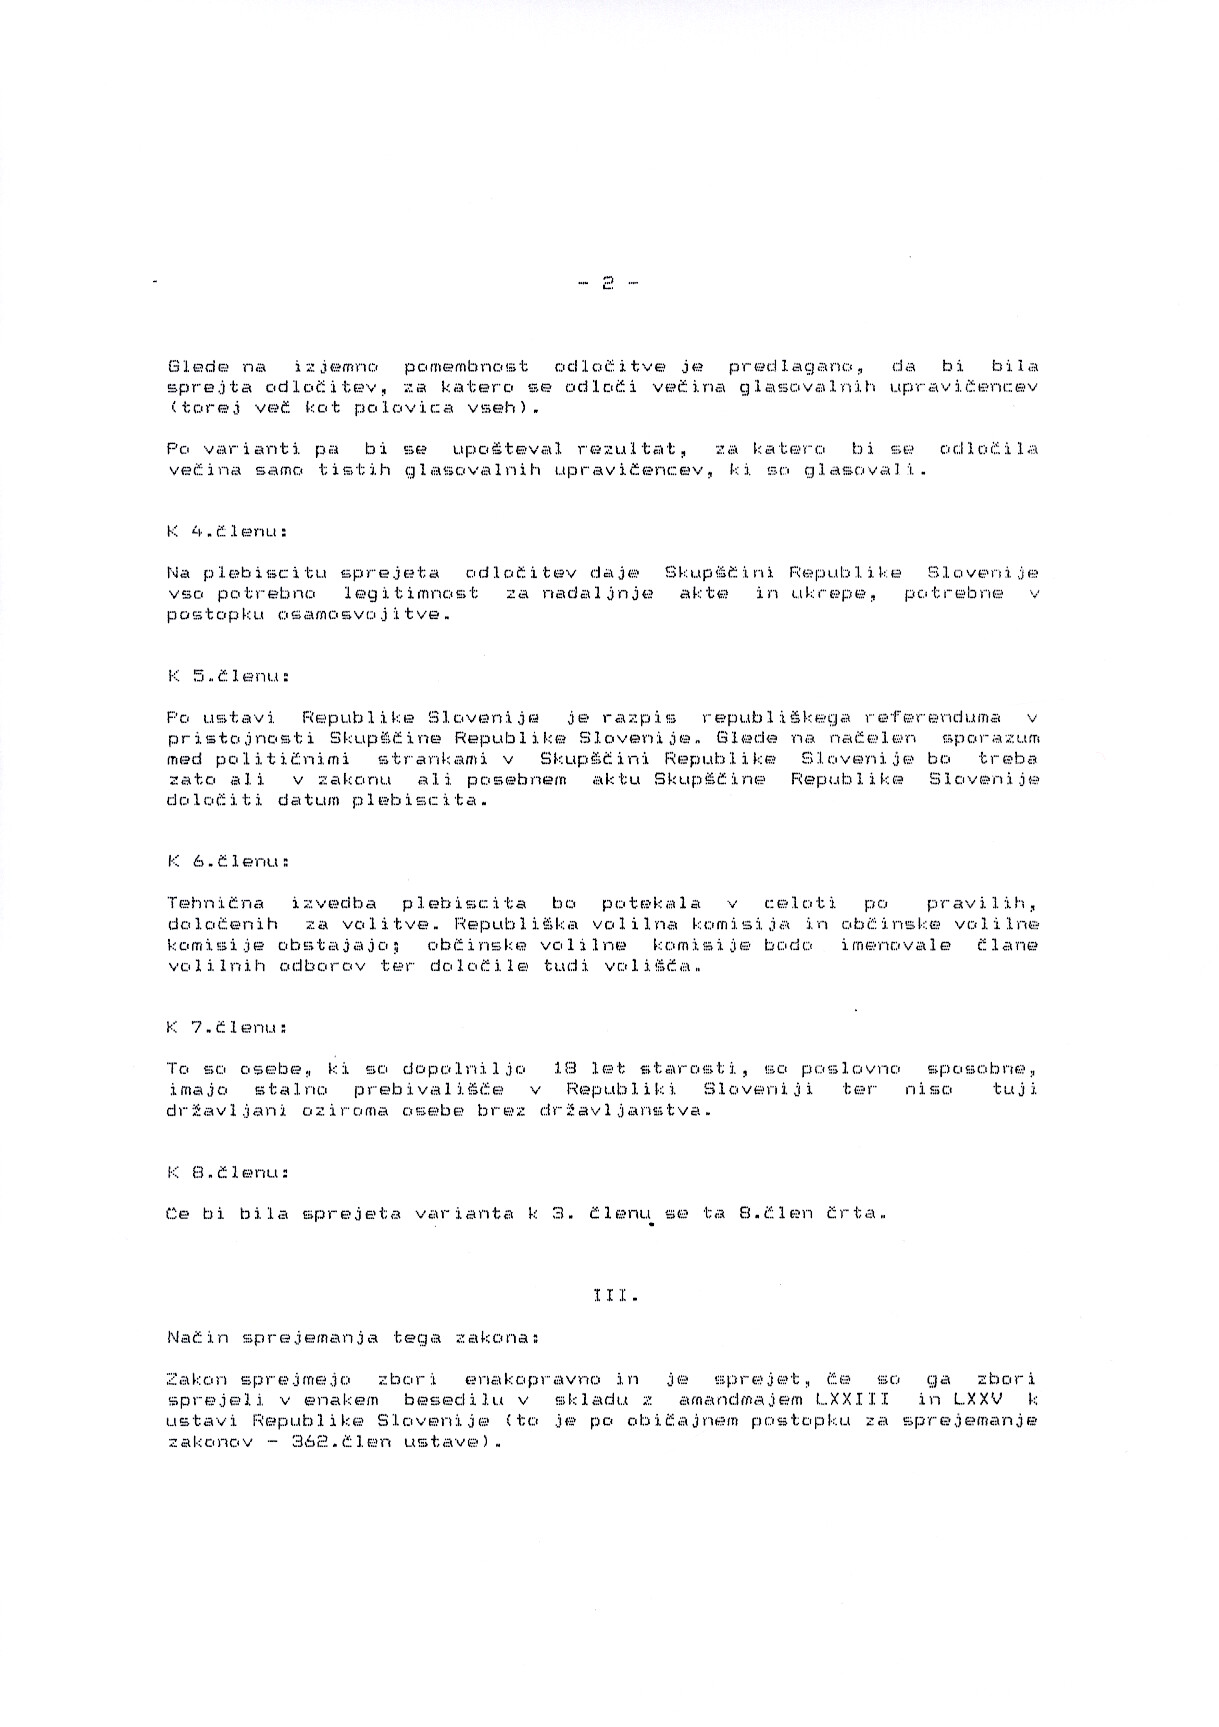 - 2 -
Glede na izjemno pomembnost odločitve je predlagano, da bi bila
sprejta odločitev, za katero se odloči večina glasovalnih upravičencev
(torej več kot polovica vseh).
Po varianti pa bi se upošteval rezultat, za katero bi se odločila
večina samo tistih glasovalnih upravičencev, ki so glasovali.
K 4.členu:
Na plebiscitu sprejeta odločitev daje Skupščini Republike Slovenije
vso potrebno legitimnost za nadaljnje akte in ukrepe, potrebne v
postopku osamosvojitve.
K 5.členu:
Po ustavi Republike Slovenije je razpis republiškega referenduma v
pristojnosti Skupščine Republike Slovenije. Glede na načelen sporazum
med političnimi strankami v Skupščini Republike Slovenije bo treba
zato ali v zakonu ali posebnem aktu Skupščine Republike Slovenije
določiti datum plebiscita.
K 6.členu:
Tehnična izvedba plebiscita bo potekala v celoti po pravilih,
določenih za volitve. Republiška volilna komisija in občinske volilne
komisije obstajajo; občinske volilne komisije bodo imenovale člane
volilnih odborov ter določile tudi volišča.
K 7.členu:
To so osebe, ki so dopolniljo 18 let starosti, so poslovno sposobne,
imajo stalno prebivališče v Republiki Sloveniji ter niso tuji
državljani oziroma osebe brez državljanstva.
K 8.členu:
Če bi bila sprejeta varianta k 3. členu, se ta 8.člen črta.
III.
Način sprejemanja tega zakona:
Zakon sprejmejo zbori enakopravno in je sprejet, če so ga zbori
sprejeli v enakem besedilu v skladu z amandmajem LXXIII in LXXV k
ustavi Republike Slovenije (to je po običajnem postopku za sprejemanje
zakonov - 362.člen ustave).